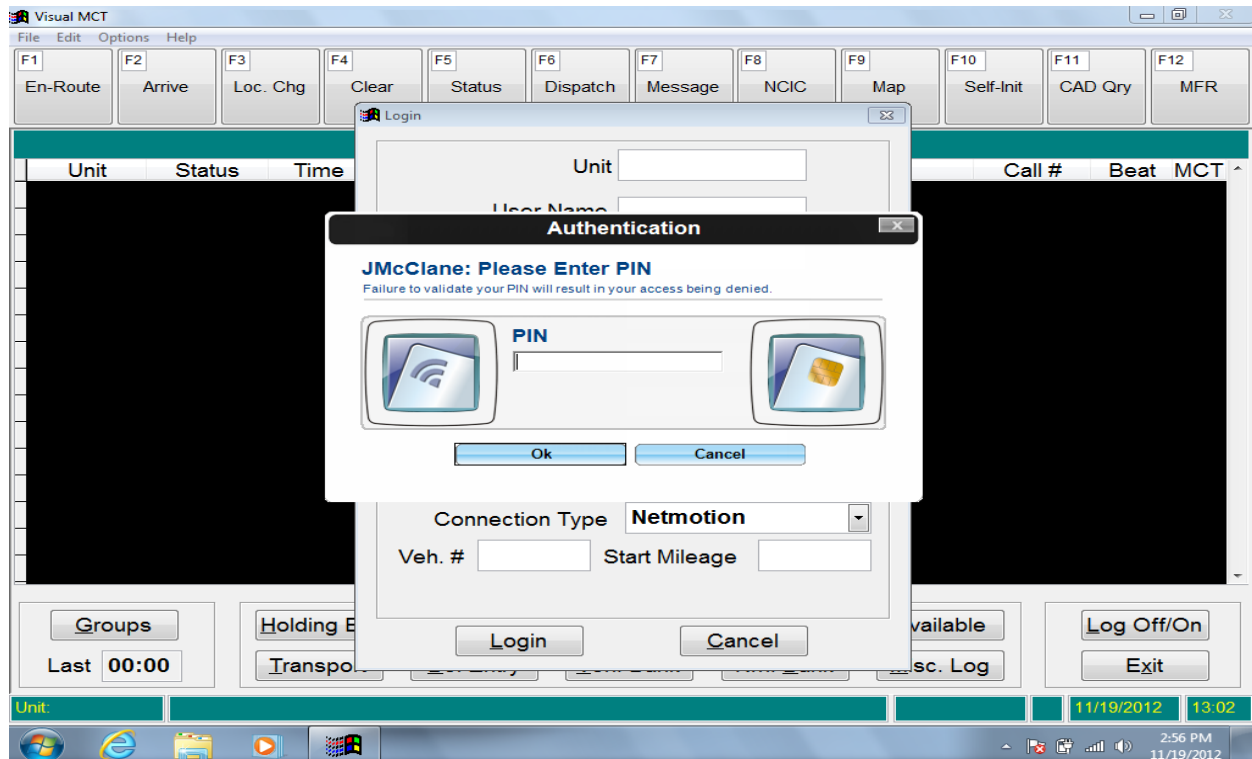 Visual MCT
File Edit Options Help
F1 F2 F3 F4 F5 F6 F7 F8 F9 F10 F11 F12
En-Route Arrive Loc. Chg Clear Status Dispatch Message NCIC Map Self-Init CAD Qry MFR
Login
Unit Status Time Call # Beat MCT
Unit
User Name
Authentication
JMcClane: Please Enter PIN
Failure to validate your PIN will result in your access being denied.
PIN
Ok Cancel
Connection Type Netmotion
Veh. # Start Mileage
Login Cancel
Groups Holding Log Off/On
Last 00:00 Log Exit
Unit: 11/19/2012 13:02
2:56 PM
11/19/2012